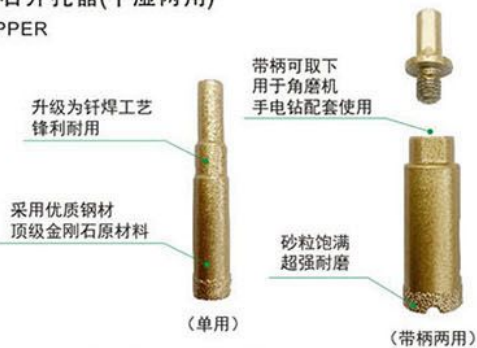 石开孔器(干湿两用)
PPER
带柄可取下
用于角磨机
手电钻配套使用
升级为钎焊工艺
锋利耐用
采用优质钢材
顶级金刚石原材料
砂粒饱满
超强耐磨
（单用）
（带柄两用）